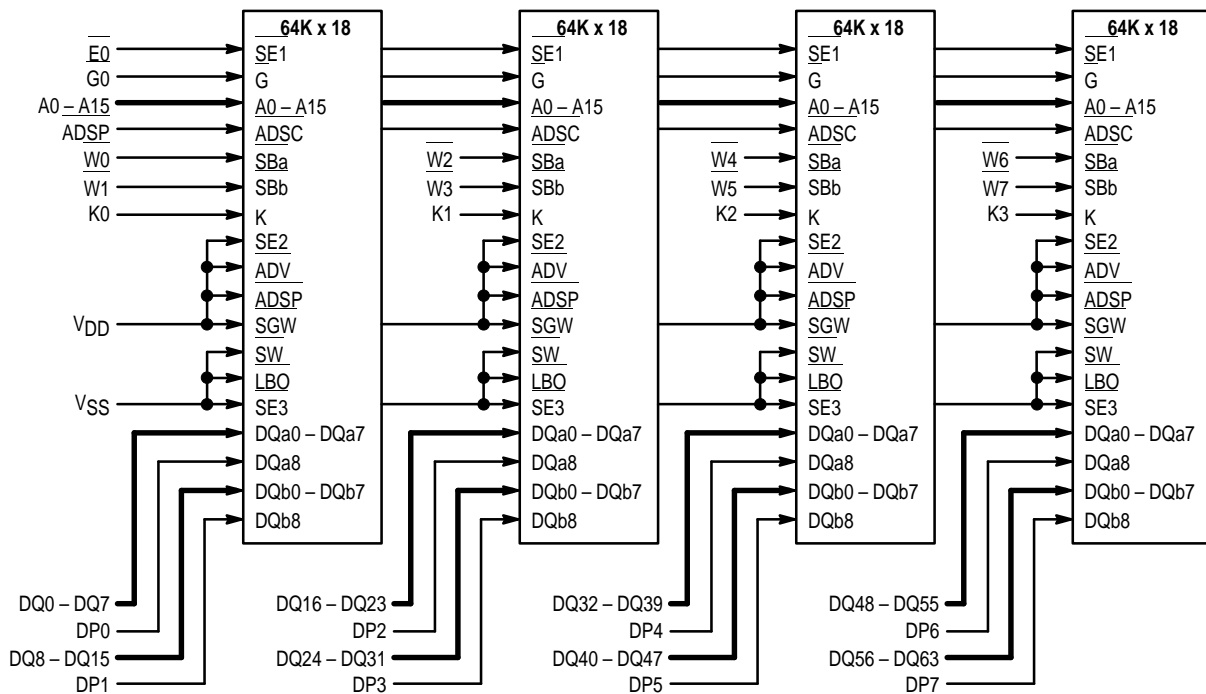 64K x 18 64K x 18 64K x 18 64K x 18
E0 SE1 SE1 SE1 SE1
G0 G G G G
A0 – A15 A0 – A15 A0 – A15 A0 – A15 A0 – A15
ADSP ADSC ADSC ADSC ADSC
W0 SBa W2 SBa W4 SBa W6 SBa
W1 SBb W3 SBb W5 SBb W7 SBb
K0 K K1 K K2 K K3 K
SE2 SE2 SE2 SE2
ADV ADV ADV ADV
ADSP ADSP ADSP ADSP
VDD SGW SGW SGW SGW
SW SW SW SW
LBO LBO LBO LBO
VSS SE3 SE3 SE3 SE3
DQa0 – DQa7 DQa0 – DQa7 DQa0 – DQa7 DQa0 – DQa7
DQa8 DQa8 DQa8 DQa8
DQb0 – DQb7 DQb0 – DQb7 DQb0 – DQb7 DQb0 – DQb7
DQb8 DQb8 DQb8 DQb8
DQ0 – DQ7 DQ16 – DQ23 DQ32 – DQ39 DQ48 – DQ55
DP0 DP2 DP4 DP6
DQ8 – DQ15 DQ24 – DQ31 DQ40 – DQ47 DQ56 – DQ63
DP1 DP3 DP5 DP7